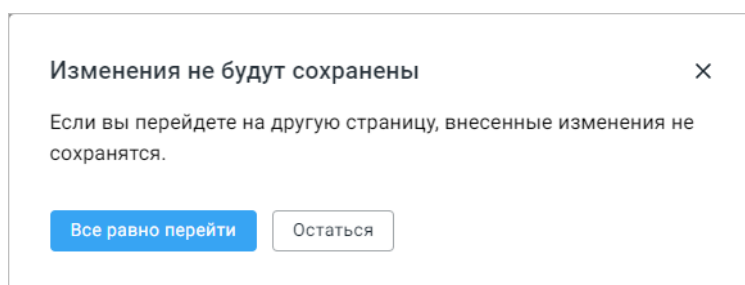 Изменения не будут сохранены
Если вы перейдете на другую страницу, внесенные изменения не
сохранятся.
Все равно перейти
Остаться